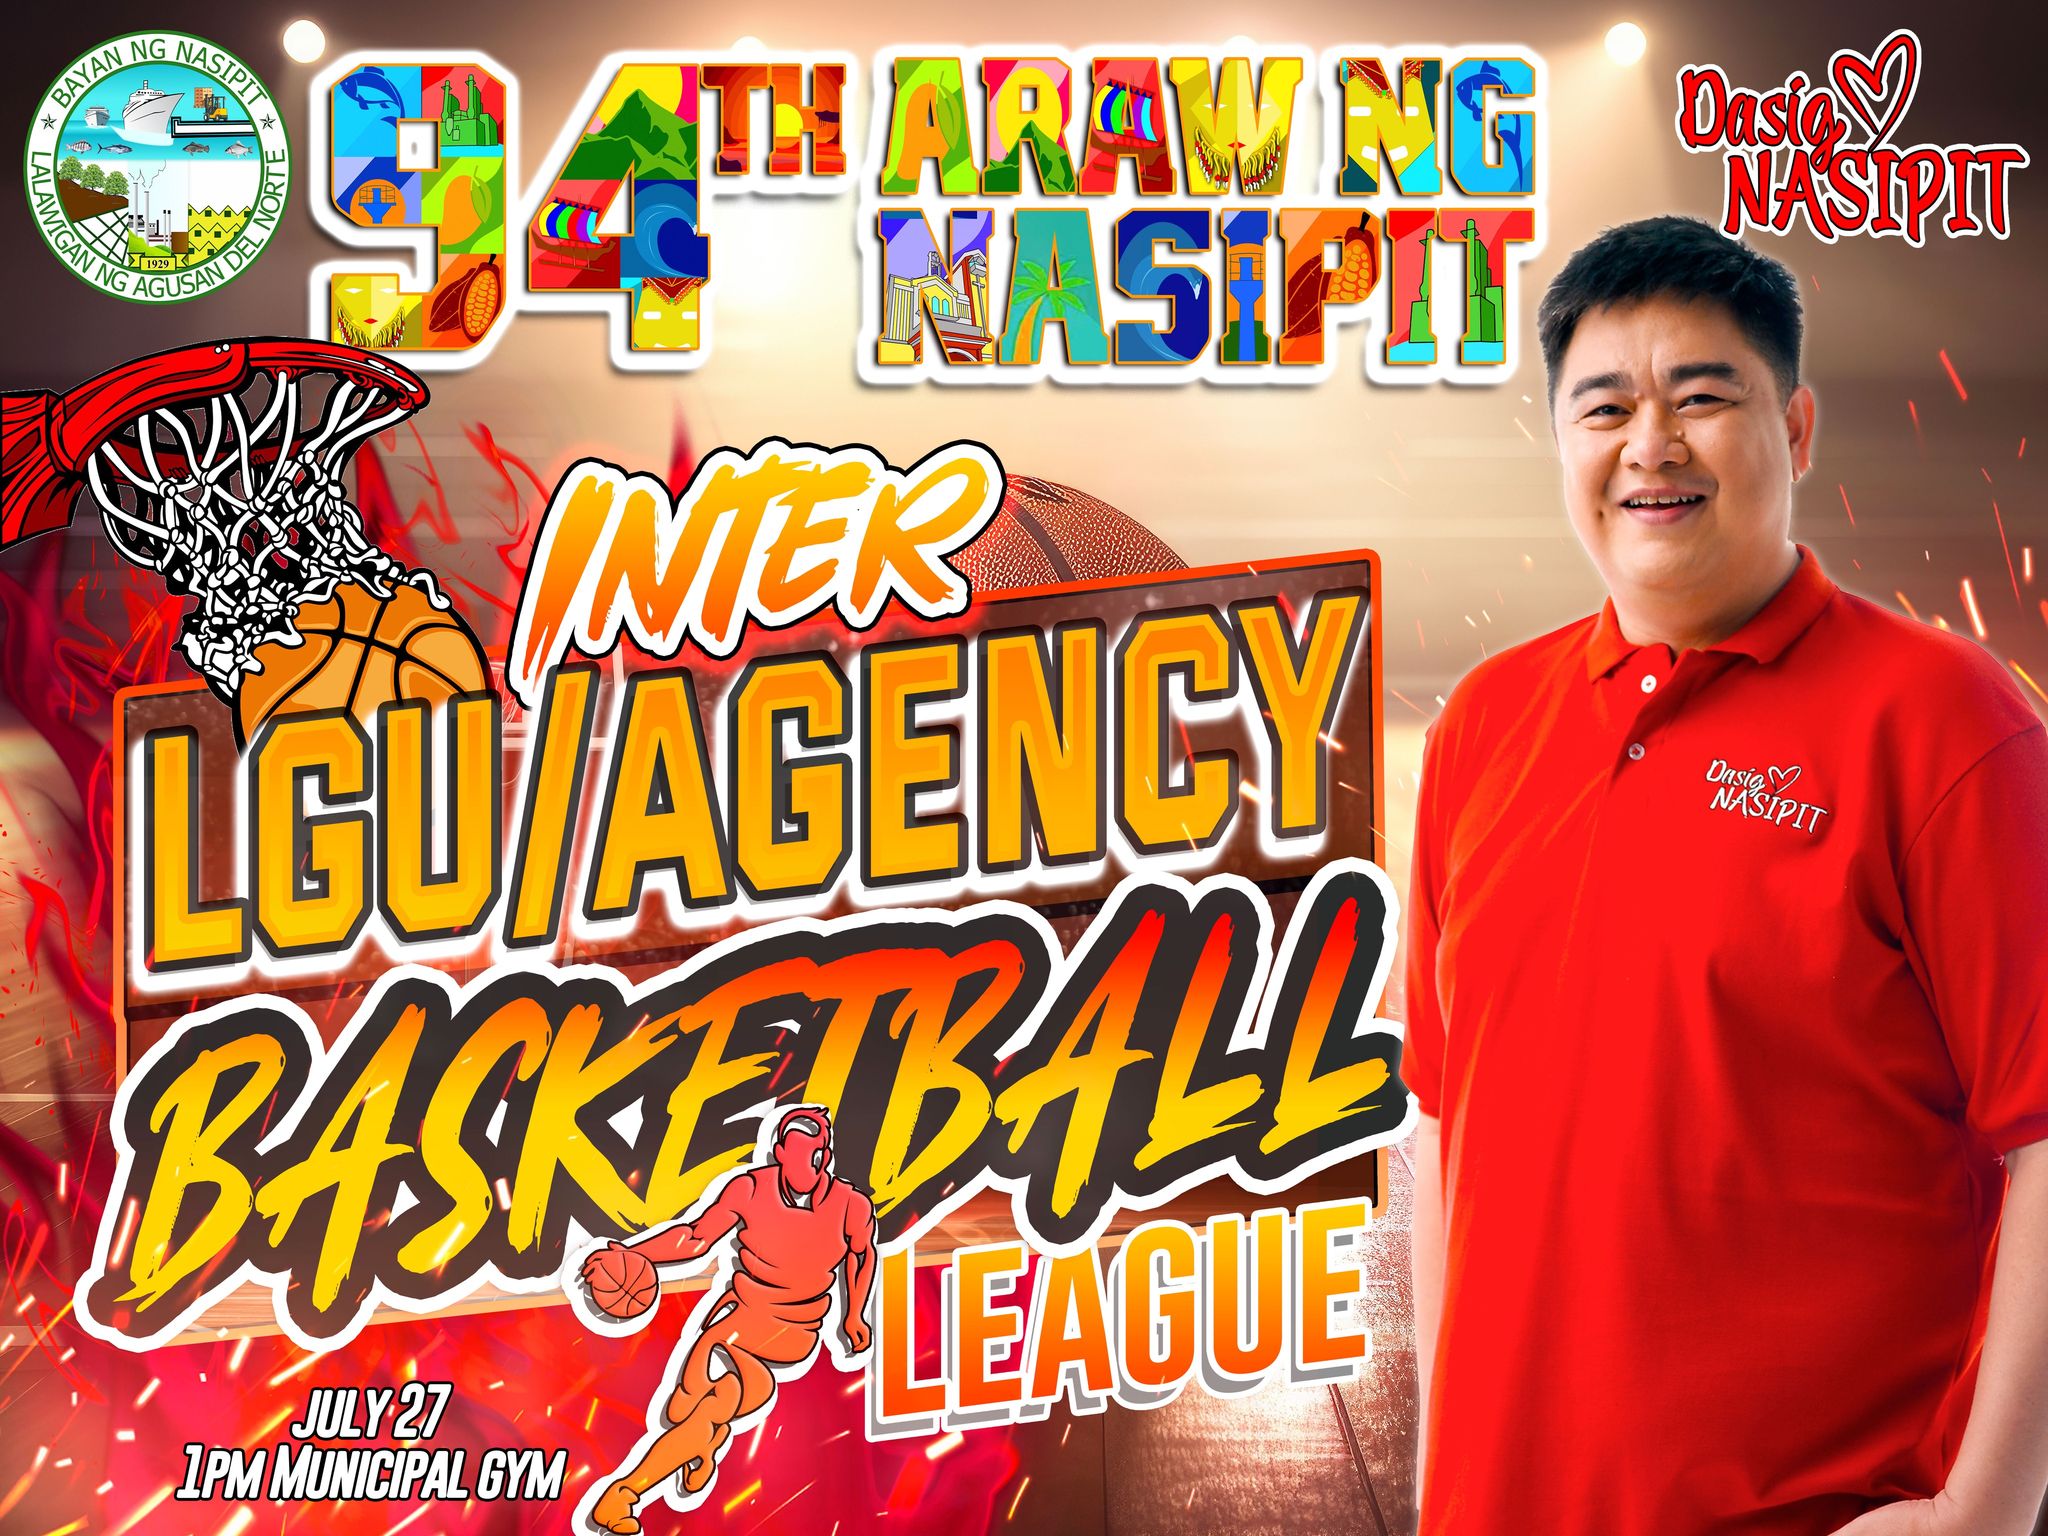 BAYAN NG NASIPIT
LALAWIGAN NG AGUSAN DEL NORTE
1929
94TH ARAW NG
NASIPIT
Dasig
NASIPIT
INTER
LGU/AGENCY
BASKETBALL
LEAGUE
Dasig
NASIPIT
JULY 27
1PM MUNICIPAL GYM